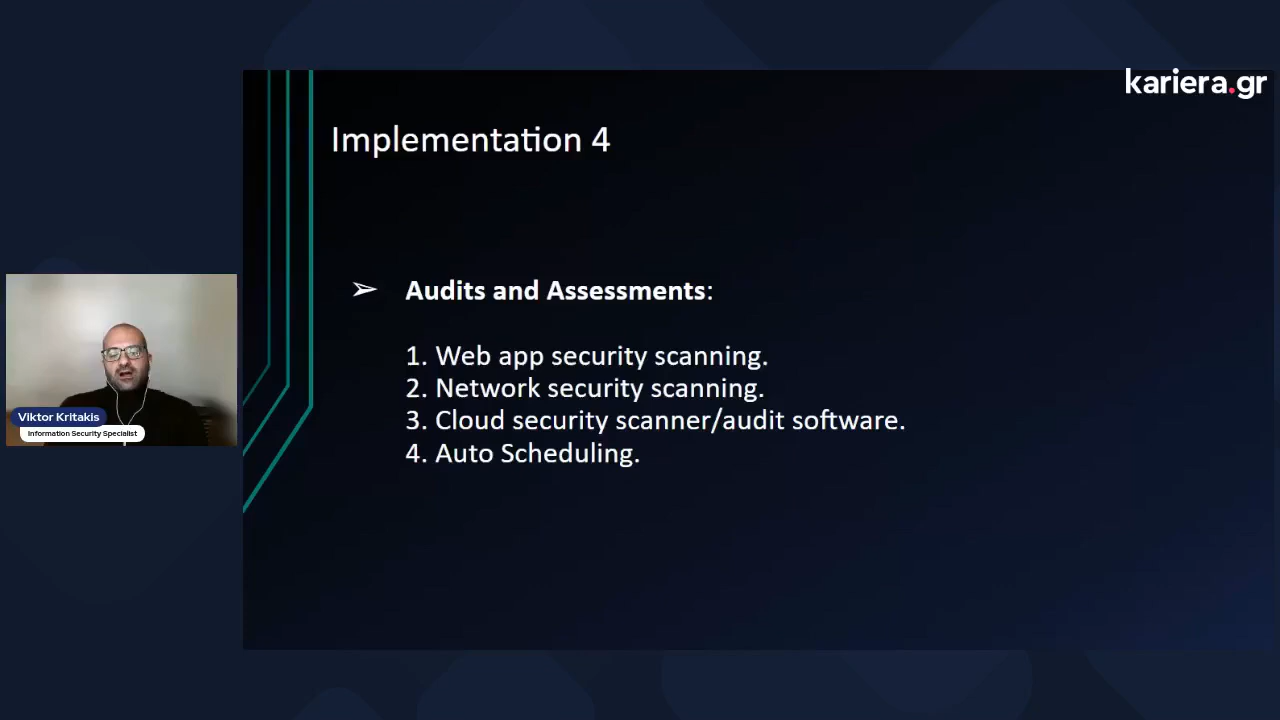 kariera.gr
Implementation 4
➢ Audits and Assessments:
1. Web app security scanning.
2. Network security scanning.
3. Cloud security scanner/audit software.
4. Auto Scheduling.
Viktor Kritakis
Information Security Specialist